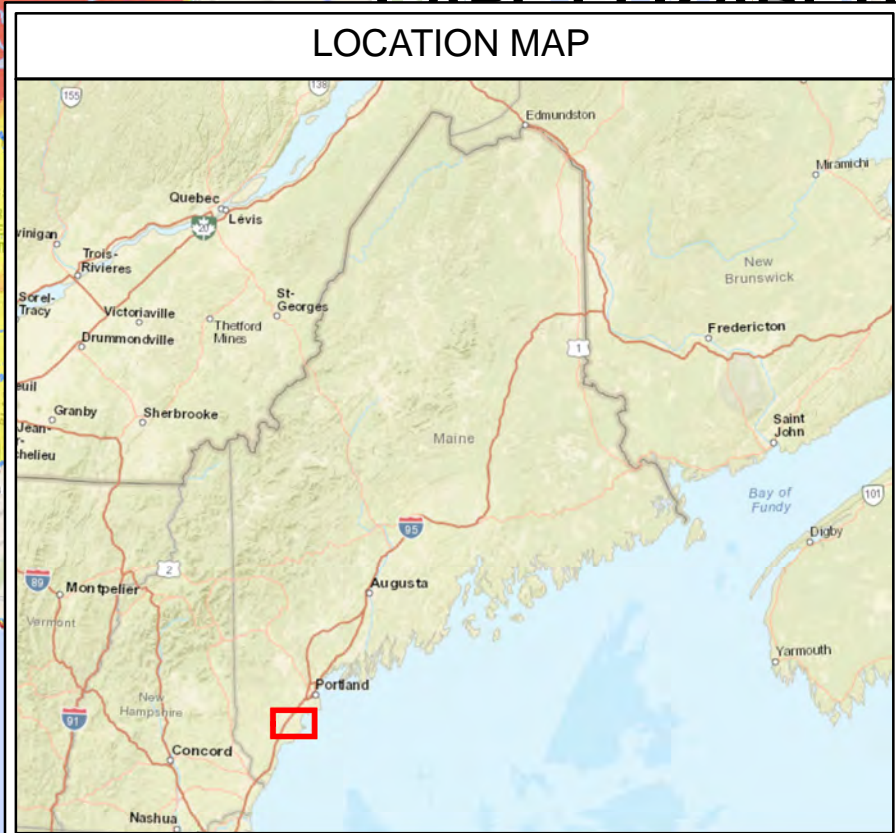 LOCATION MAP
155
138
Edmundston
Miramichi
Quebec
Lévis
20
vinigan
Trois-
Rivieres
New
Brunswick
Sorel-
Tracy
Victoriaville
St-
Georges
Thetford
Mines
Fredericton
Drummondville
1
euil
Granby
Sherbrooke
Saint
John
Jean-
r-
chelieu
Maine
Bay of
Fundy
101
95
Digby
2
89
Montpelier
Augusta
Vermont
Yarmouth
Portland
New
Hampshire
91
Concord
Nashua